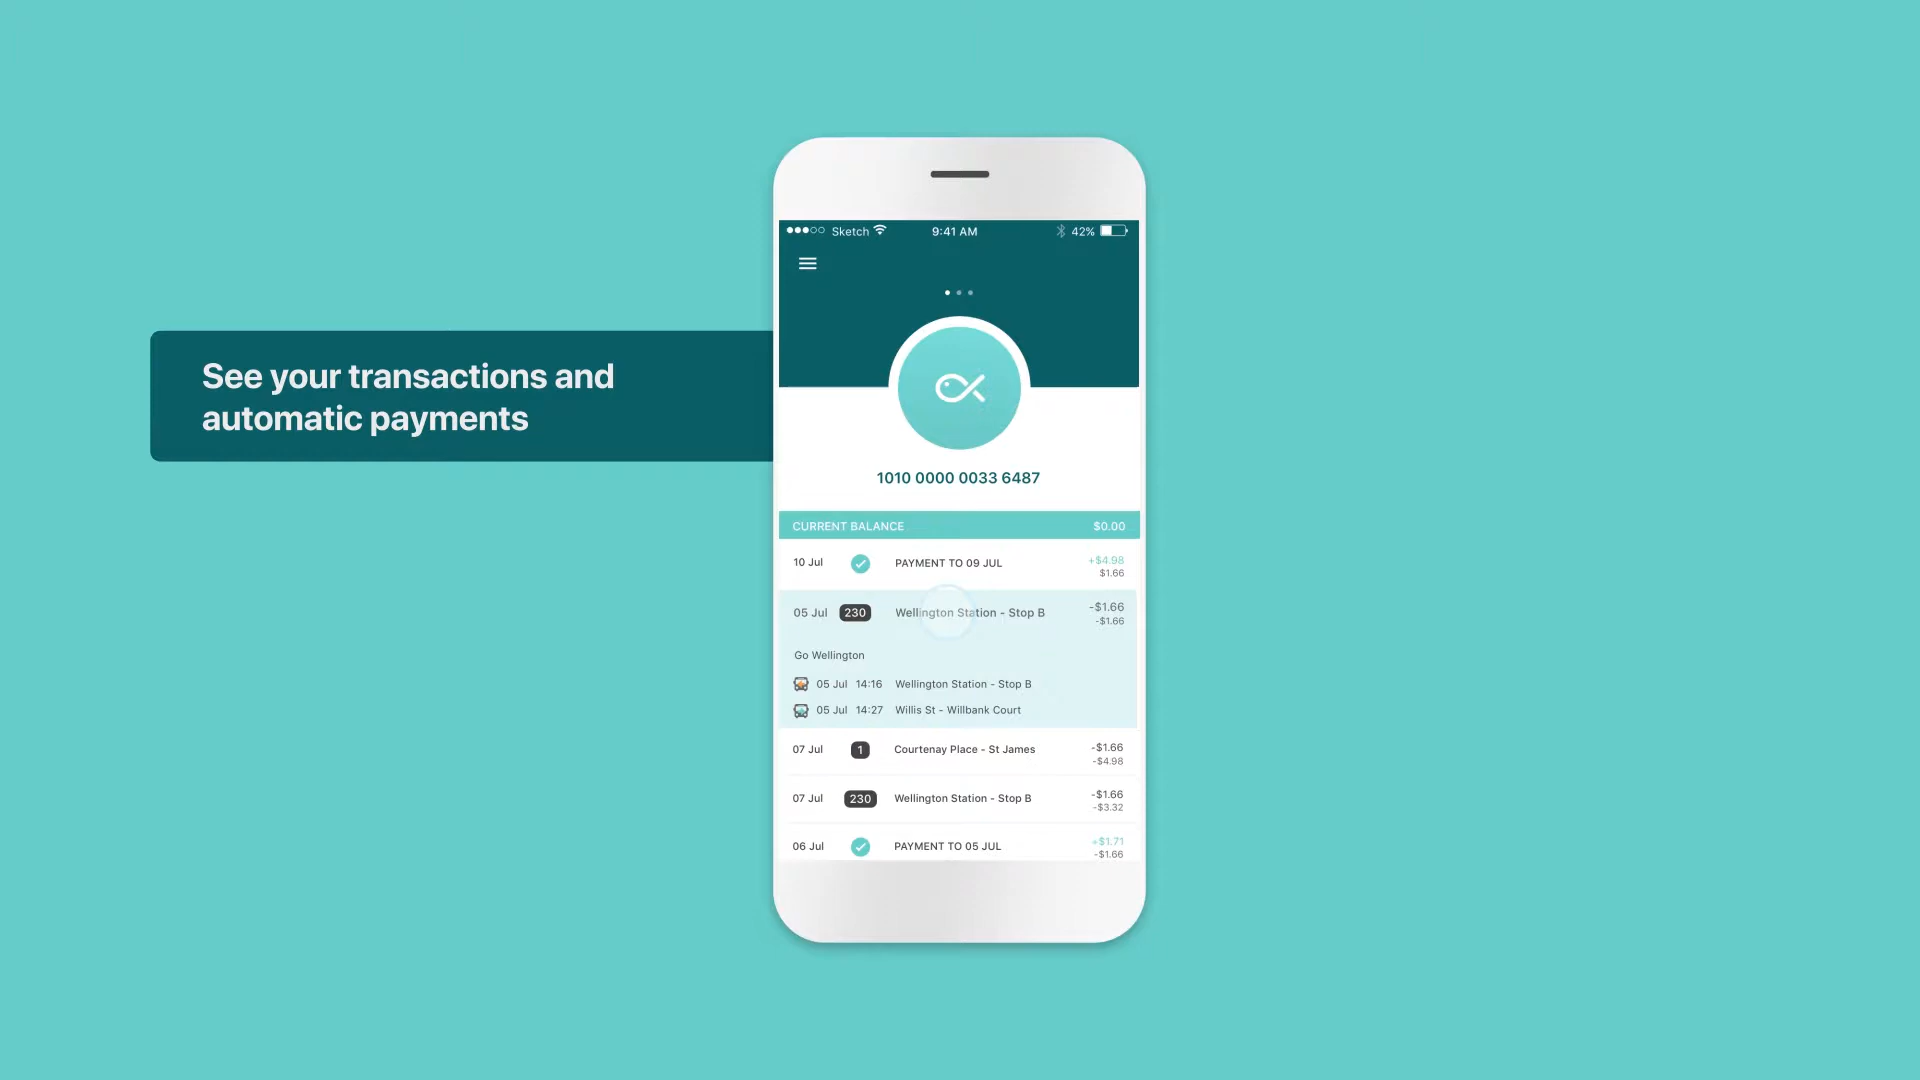 See your transactions and
automatic payments
Sketch 9:41 AM 42%
1010 0000 0033 6487
CURRENT BALANCE $0.00
10 Jul PAYMENT TO 09 JUL +$4.98
$1.66
05 Jul 230 Wellington Station - Stop B -$1.66
-$1.66
Go Wellington
05 Jul 14:16 Wellington Station - Stop B
05 Jul 14:27 Willis St - Willbank Court
07 Jul 1 Courtenay Place - St James -$1.66
-$4.98
07 Jul 230 Wellington Station - Stop B -$1.66
-$3.32
06 Jul PAYMENT TO 05 JUL +$1.71
-$1.66